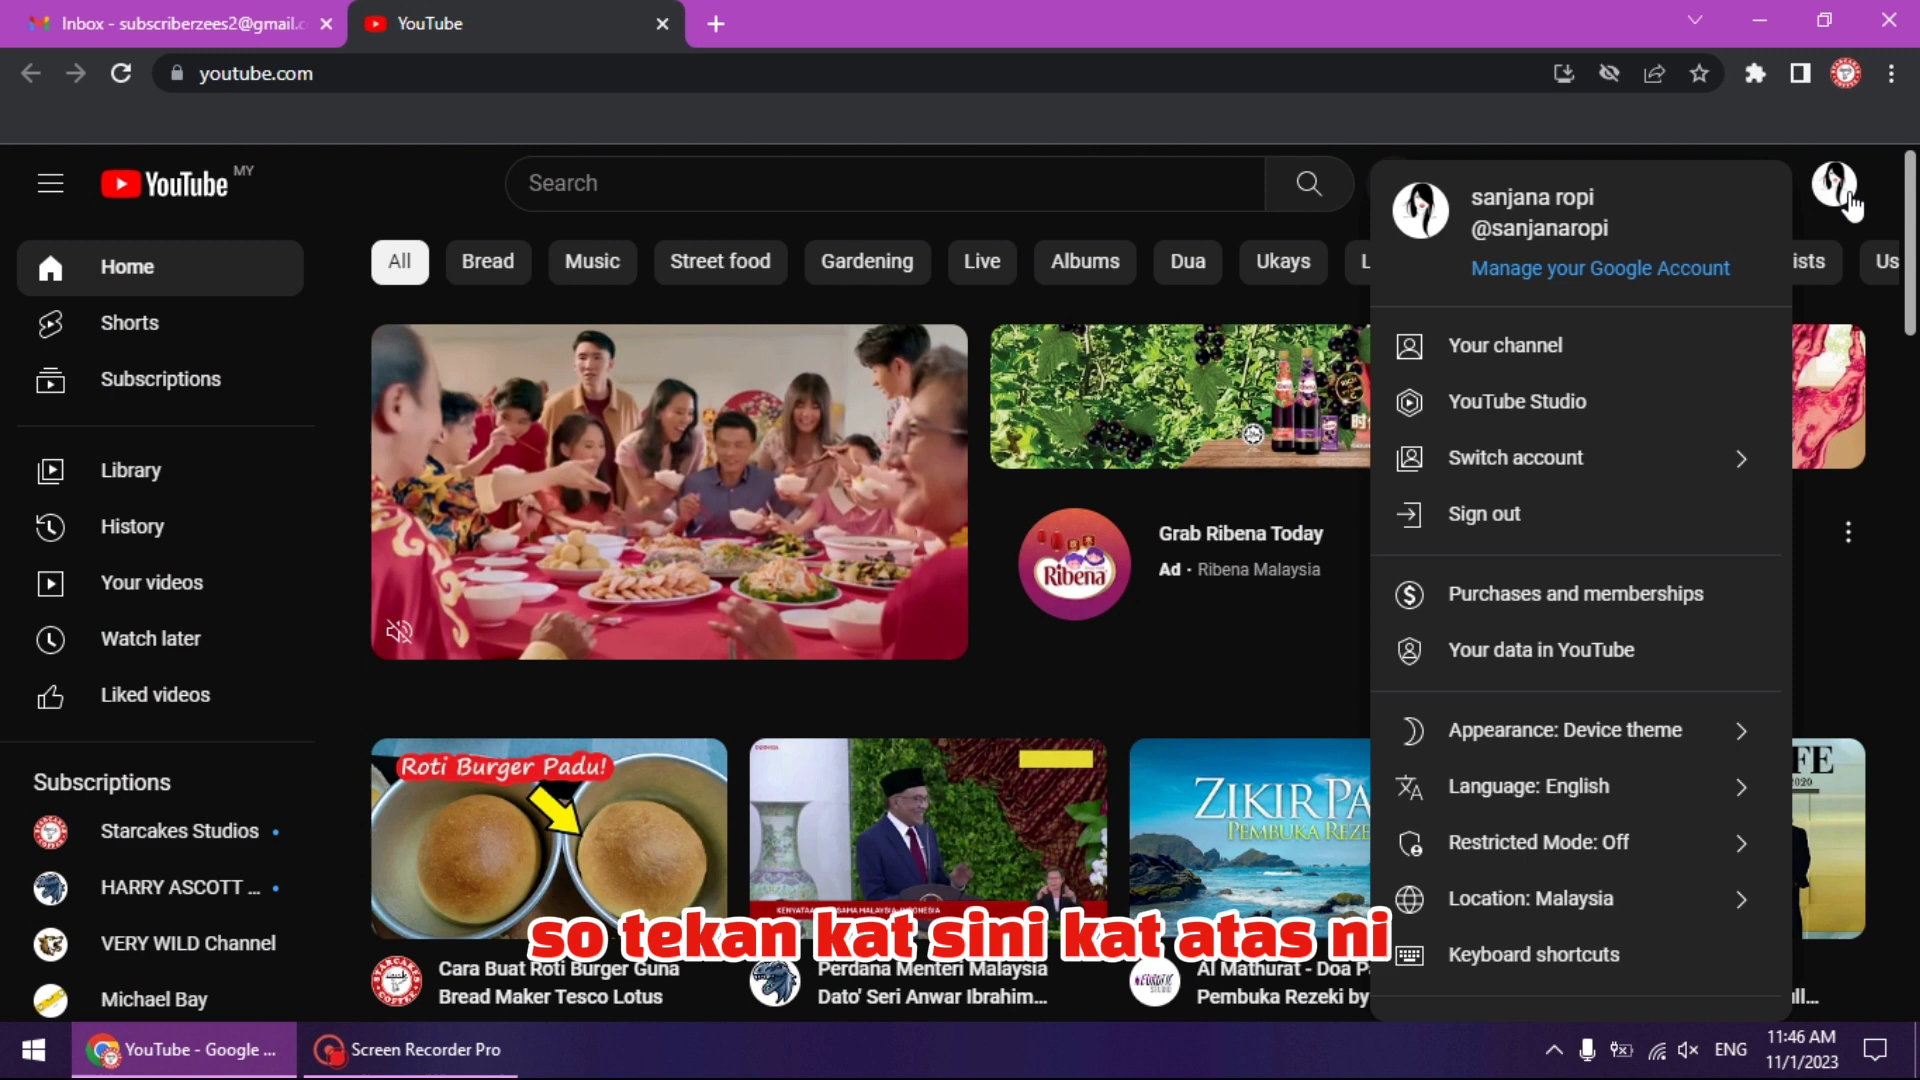 Inbox - subscriberzees2@gmail.c
YouTube
youtube.com
YouTube MY
Search
sanjana ropi
@sanjanaropi
Manage your Google Account
Home
Shorts
Subscriptions
Library
History
Your videos
Watch later
Liked videos
Subscriptions
Starcakes Studios
HARRY ASCOTT ...
VERY WILD Channel
Michael Bay
All
Bread
Music
Street food
Gardening
Live
Albums
Dua
Ukays
L
ists
Us
Ribena
Grab Ribena Today
Ad · Ribena Malaysia
Your channel
YouTube Studio
Switch account
Sign out
Purchases and memberships
Your data in YouTube
Appearance: Device theme
Language: English
Restricted Mode: Off
Location: Malaysia
Keyboard shortcuts
Roti Burger Padu!
ZIKIR PA
PEMBUKA REZE
FE
2020
so tekan kat sini kat atas ni
Cara Buat Roti Burger Guna
Bread Maker Tesco Lotus
Perdana Menteri Malaysia
Dato' Seri Anwar Ibrahim...
Al Mathurat - Doa P
Pembuka Rezeki by
ll...
YouTube - Google ...
Screen Recorder Pro
ENG
11:46 AM
11/1/2023